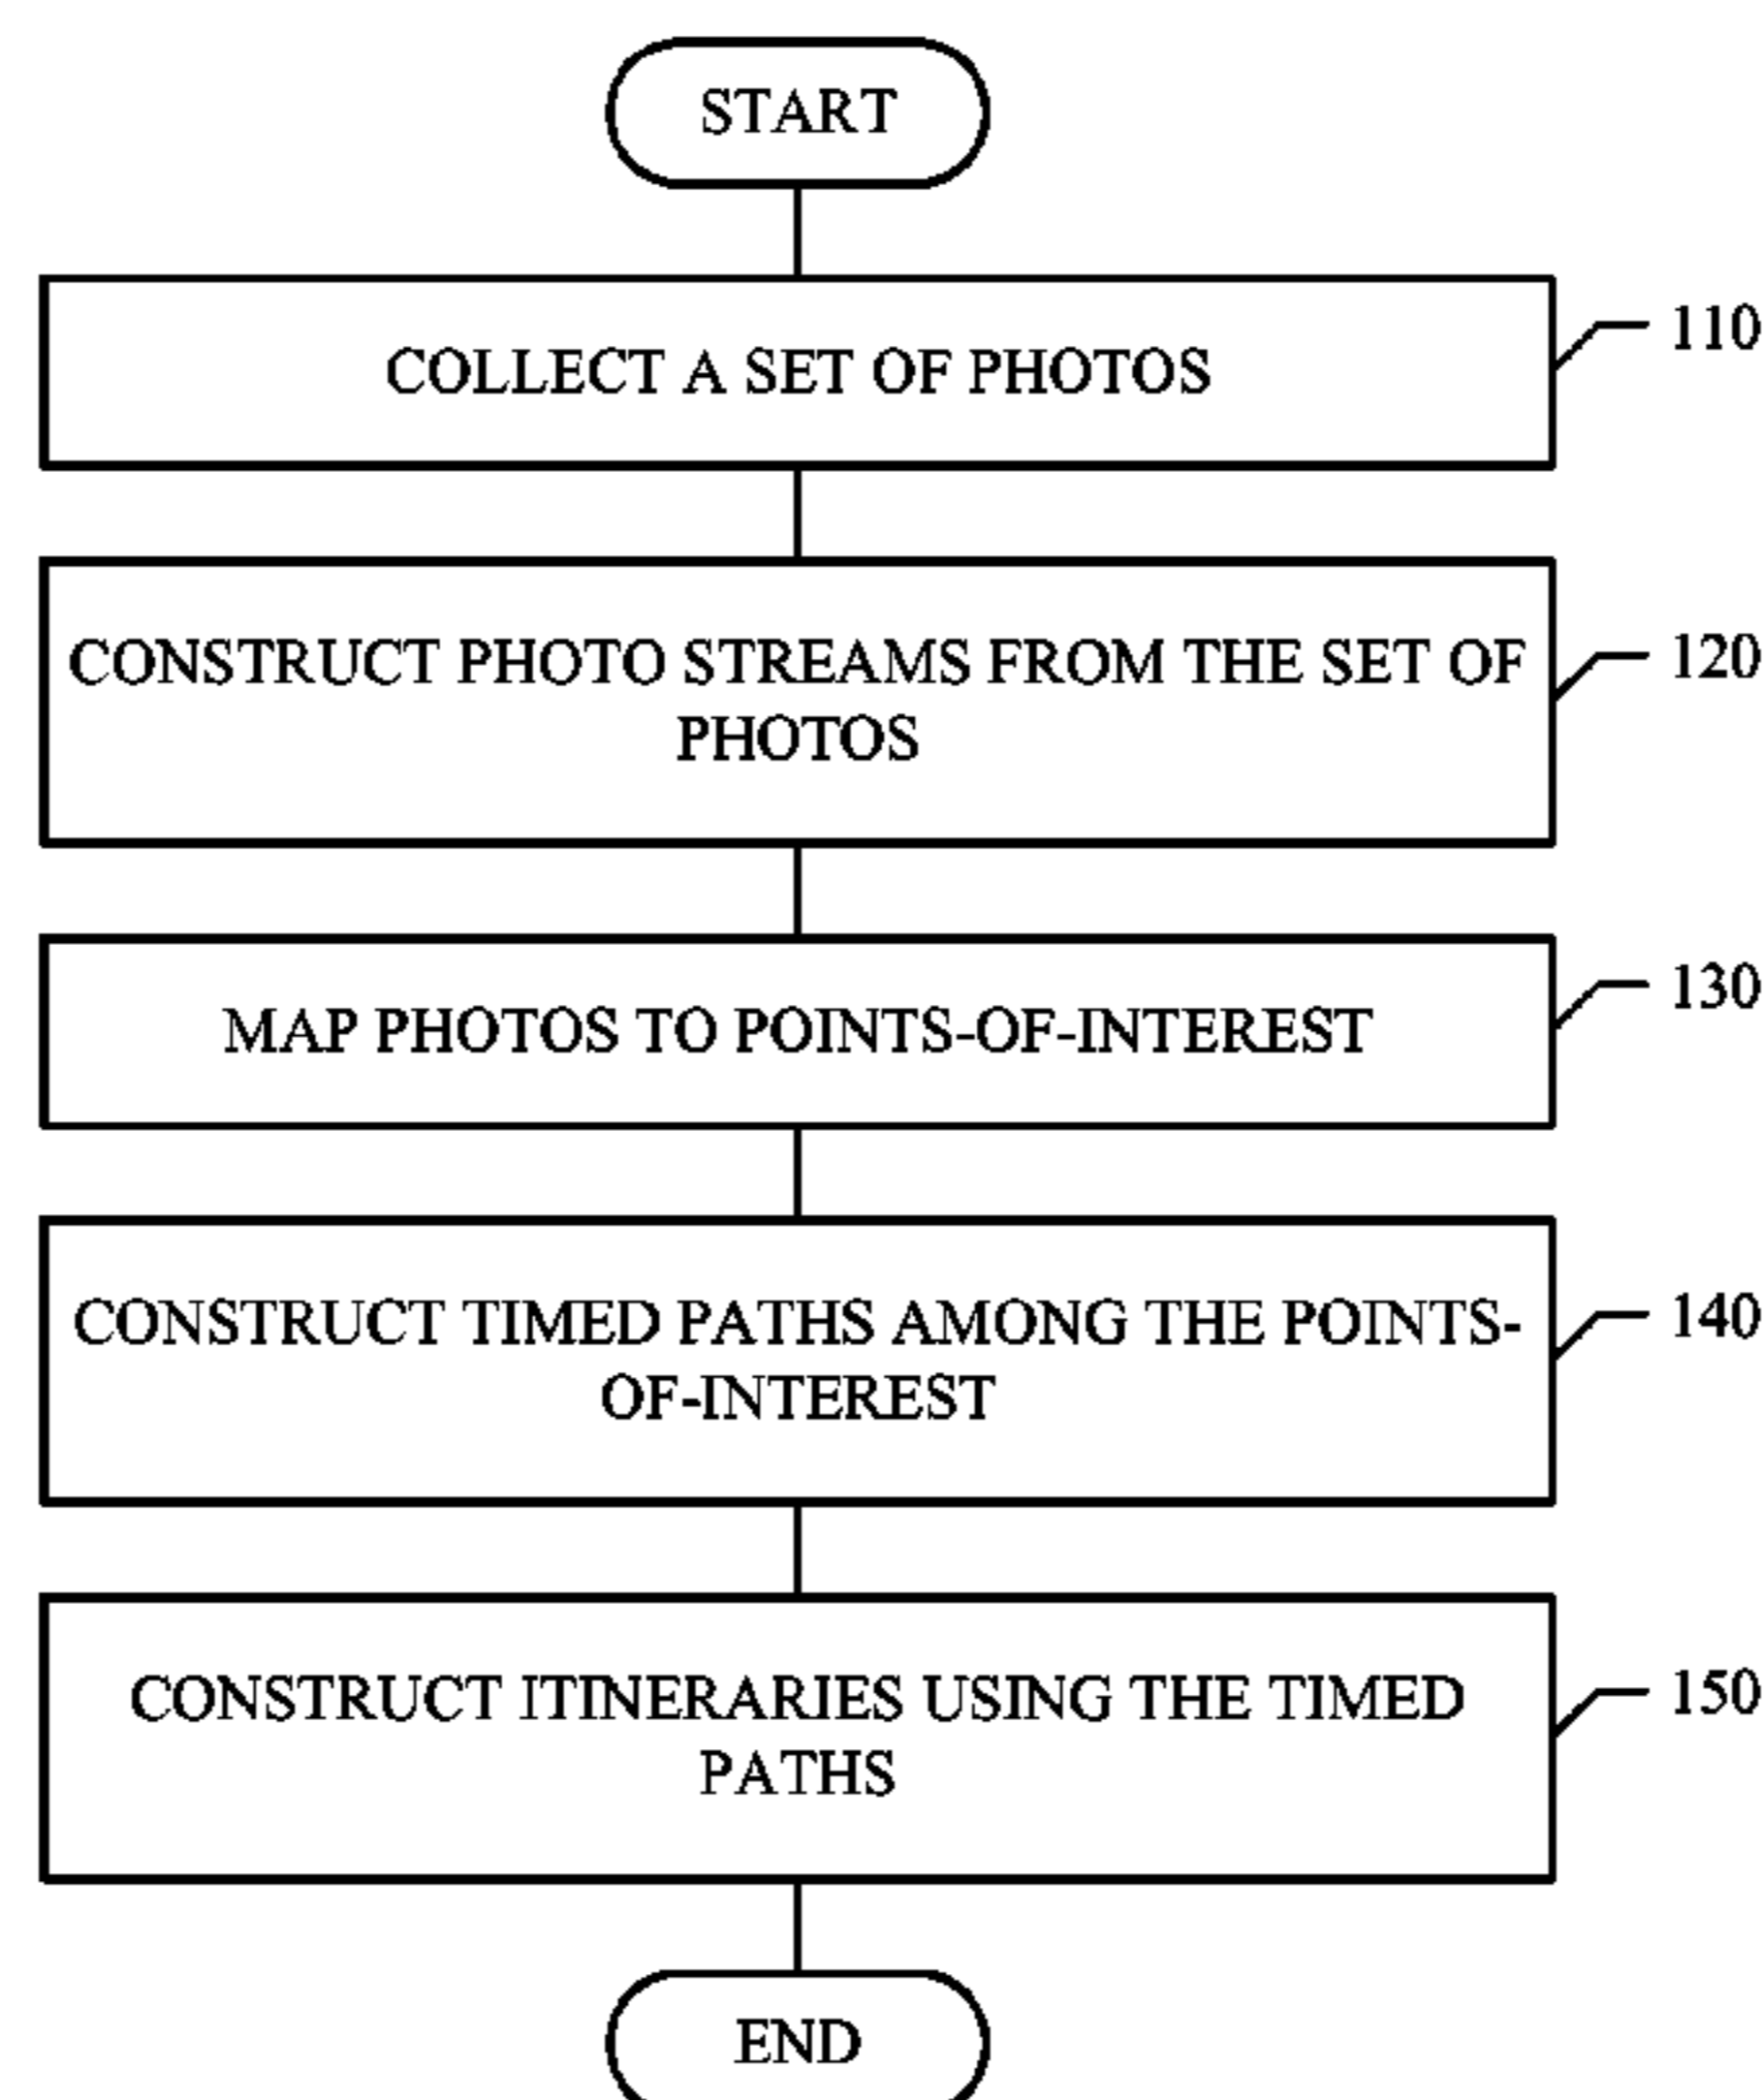 START
COLLECT A SET OF PHOTOS
110
CONSTRUCT PHOTO STREAMS FROM THE SET OF
PHOTOS
120
MAP PHOTOS TO POINTS-OF-INTEREST
130
CONSTRUCT TIMED PATHS AMONG THE POINTS-
OF-INTEREST
140
CONSTRUCT ITINERARIES USING THE TIMED
PATHS
150
END